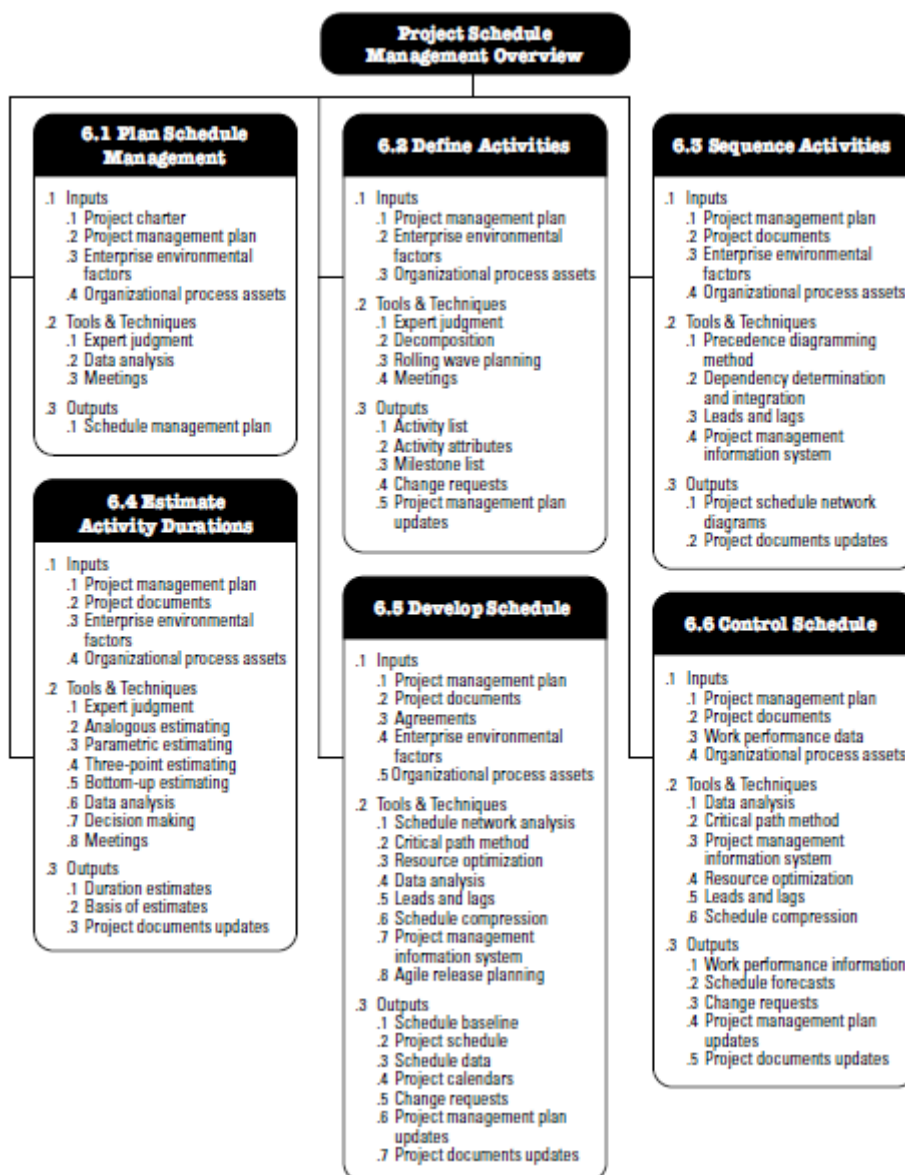 Project Schedule
Management Overview
6.1 Plan Schedule
Management
.1 Inputs
.1 Project charter
.2 Project management plan
.3 Enterprise environmental
factors
.4 Organizational process assets
.2 Tools & Techniques
.1 Expert judgment
.2 Data analysis
.3 Meetings
.3 Outputs
.1 Schedule management plan
6.2 Define Activities
.1 Inputs
.1 Project management plan
.2 Enterprise environmental
factors
.3 Organizational process assets
.2 Tools & Techniques
.1 Expert judgment
.2 Decomposition
.3 Rolling wave planning
.4 Meetings
.3 Outputs
.1 Activity list
.2 Activity attributes
.3 Milestone list
.4 Change requests
.5 Project management plan
updates
6.3 Sequence Activities
.1 Inputs
.1 Project management plan
.2 Project documents
.3 Enterprise environmental
factors
.4 Organizational process assets
.2 Tools & Techniques
.1 Precedence diagramming
method
.2 Dependency determination
and integration
.3 Leads and lags
.4 Project management
information system
.3 Outputs
.1 Project schedule network
diagrams
.2 Project documents updates
6.4 Estimate
Activity Durations
.1 Inputs
.1 Project management plan
.2 Project documents
.3 Enterprise environmental
factors
.4 Organizational process assets
.2 Tools & Techniques
.1 Expert judgment
.2 Analogous estimating
.3 Parametric estimating
.4 Three-point estimating
.5 Bottom-up estimating
.6 Data analysis
.7 Decision making
.8 Meetings
.3 Outputs
.1 Duration estimates
.2 Basis of estimates
.3 Project documents updates
6.5 Develop Schedule
.1 Inputs
.1 Project management plan
.2 Project documents
.3 Agreements
.4 Enterprise environmental
factors
.5 Organizational process assets
.2 Tools & Techniques
.1 Schedule network analysis
.2 Critical path method
.3 Resource optimization
.4 Data analysis
.5 Leads and lags
.6 Schedule compression
.7 Project management
information system
.8 Agile release planning
.3 Outputs
.1 Schedule baseline
.2 Project schedule
.3 Schedule data
.4 Project calendars
.5 Change requests
.6 Project management plan
updates
.7 Project documents updates
6.6 Control Schedule
.1 Inputs
.1 Project management plan
.2 Project documents
.3 Work performance data
.4 Organizational process assets
.2 Tools & Techniques
.1 Data analysis
.2 Critical path method
.3 Project management
information system
.4 Resource optimization
.5 Leads and lags
.6 Schedule compression
.3 Outputs
.1 Work performance information
.2 Schedule forecasts
.3 Change requests
.4 Project management plan
updates
.5 Project documents updates